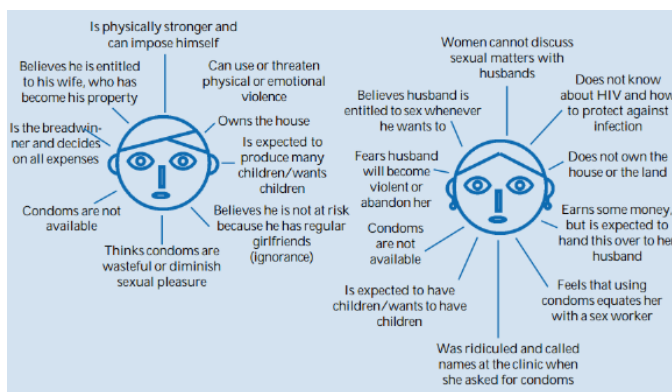 Is physically stronger and
can impose himself
Believes he is entitled
to his wife, who has
become his property
Can use or threaten
physical or emotional
violence
Is the breadwin-
ner and decides
on all expenses
Owns the house
Is expected to
produce many
children/wants
children
Condoms are not
available
Believes he is not at risk
because he has regular
girlfriends
(ignorance)
Thinks condoms are
wasteful or diminish
sexual pleasure
Women cannot discuss
sexual matters with
husbands
Believes husband is
entitled to sex whenever
he wants to
Does not know
about HIV and how
to protect against
infection
Fears husband
will become
violent or
abandon her
Does not own the
house or the land
Condoms
are not
available
Earns some money,
but is expected to
hand this over to her
husband
Is expected to have
children/wants to have
children
Feels that using
condoms equates her
with a sex worker
Was ridiculed and called
names at the clinic when
she asked for condoms